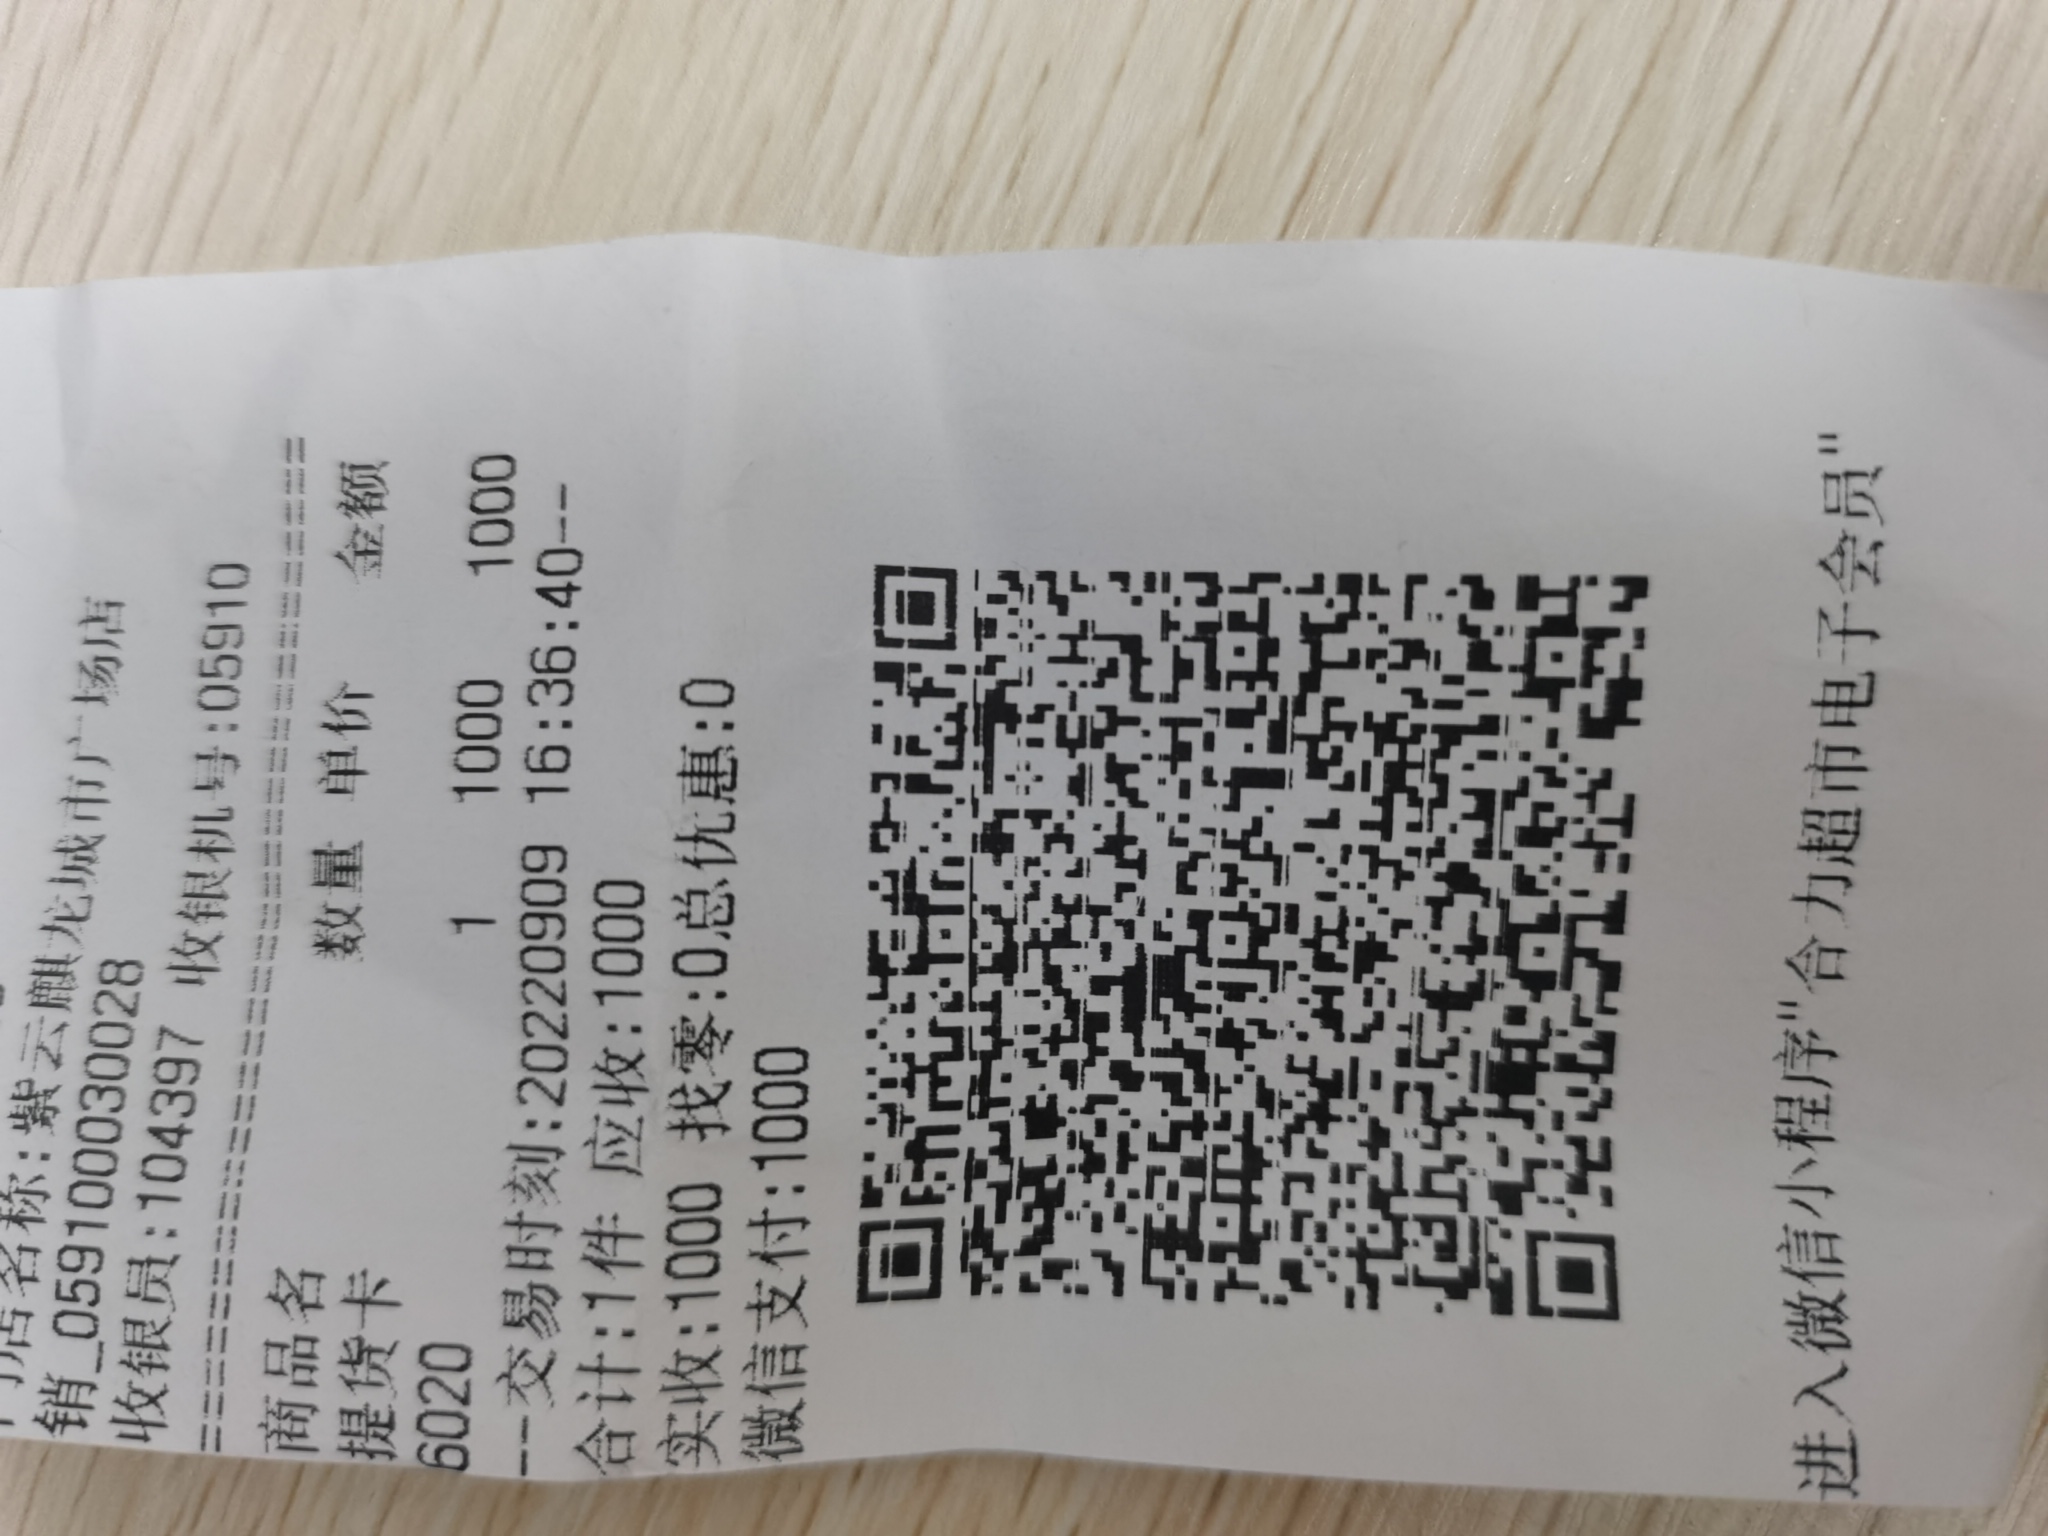 门店名称:紫云麒龙城市广场店
销_0591000030028
收银员:104397 收银机号:05910
================================
商品名 数量 单价 金额
提货卡
6020 1 1000 1000
--交易时刻:20220909 16:36:40--
合计:1件 应收:1000
实收:1000 找零:0总优惠:0
微信支付:1000
进入微信小程序"合力超市电子会员"